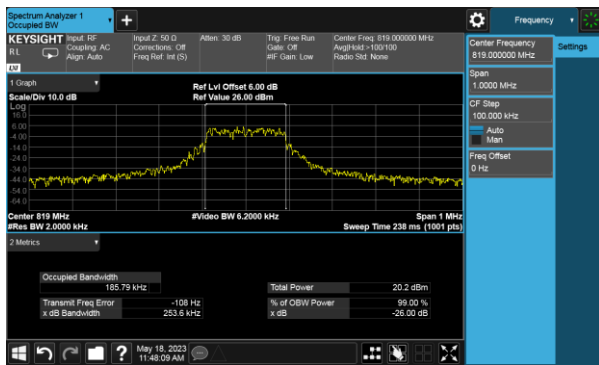 Spectrum Analyzer 1
Occupied BW
Frequency
KEYSIGHT
RL
LXI
Input: RF
Coupling: AC
Align: Auto
Input Z: 50 Ω
Corrections: Off
Freq Ref: Int (S)
Atten: 30 dB
Trig: Free Run
Gate: Off
#IF Gain: Low
Center Freq: 819.000000 MHz
Avg|Hold:>100/100
Radio Std: None
Center Frequency
819.000000 MHz
Settings
Span
1.0000 MHz
CF Step
100.000 kHz
Auto
Man
Freq Offset
0 Hz
1 Graph
Scale/Div 10.0 dB
Ref Lvl Offset 6.00 dB
Ref Value 26.00 dBm
Log
16.0
6.00
-4.00
-14.0
-24.0
-34.0
-44.0
-54.0
-64.0
Center 819 MHz
#Res BW 2.0000 kHz
#Video BW 6.2000 kHz
Span 1 MHz
Sweep Time 238 ms (1001 pts)
2 Metrics
Occupied Bandwidth
185.79 kHz
Total Power 20.2 dBm
Transmit Freq Error -108 Hz
% of OBW Power 99.00 %
x dB Bandwidth 253.6 kHz
x dB -26.00 dB
?
May 18, 2023
11:48:09 AM